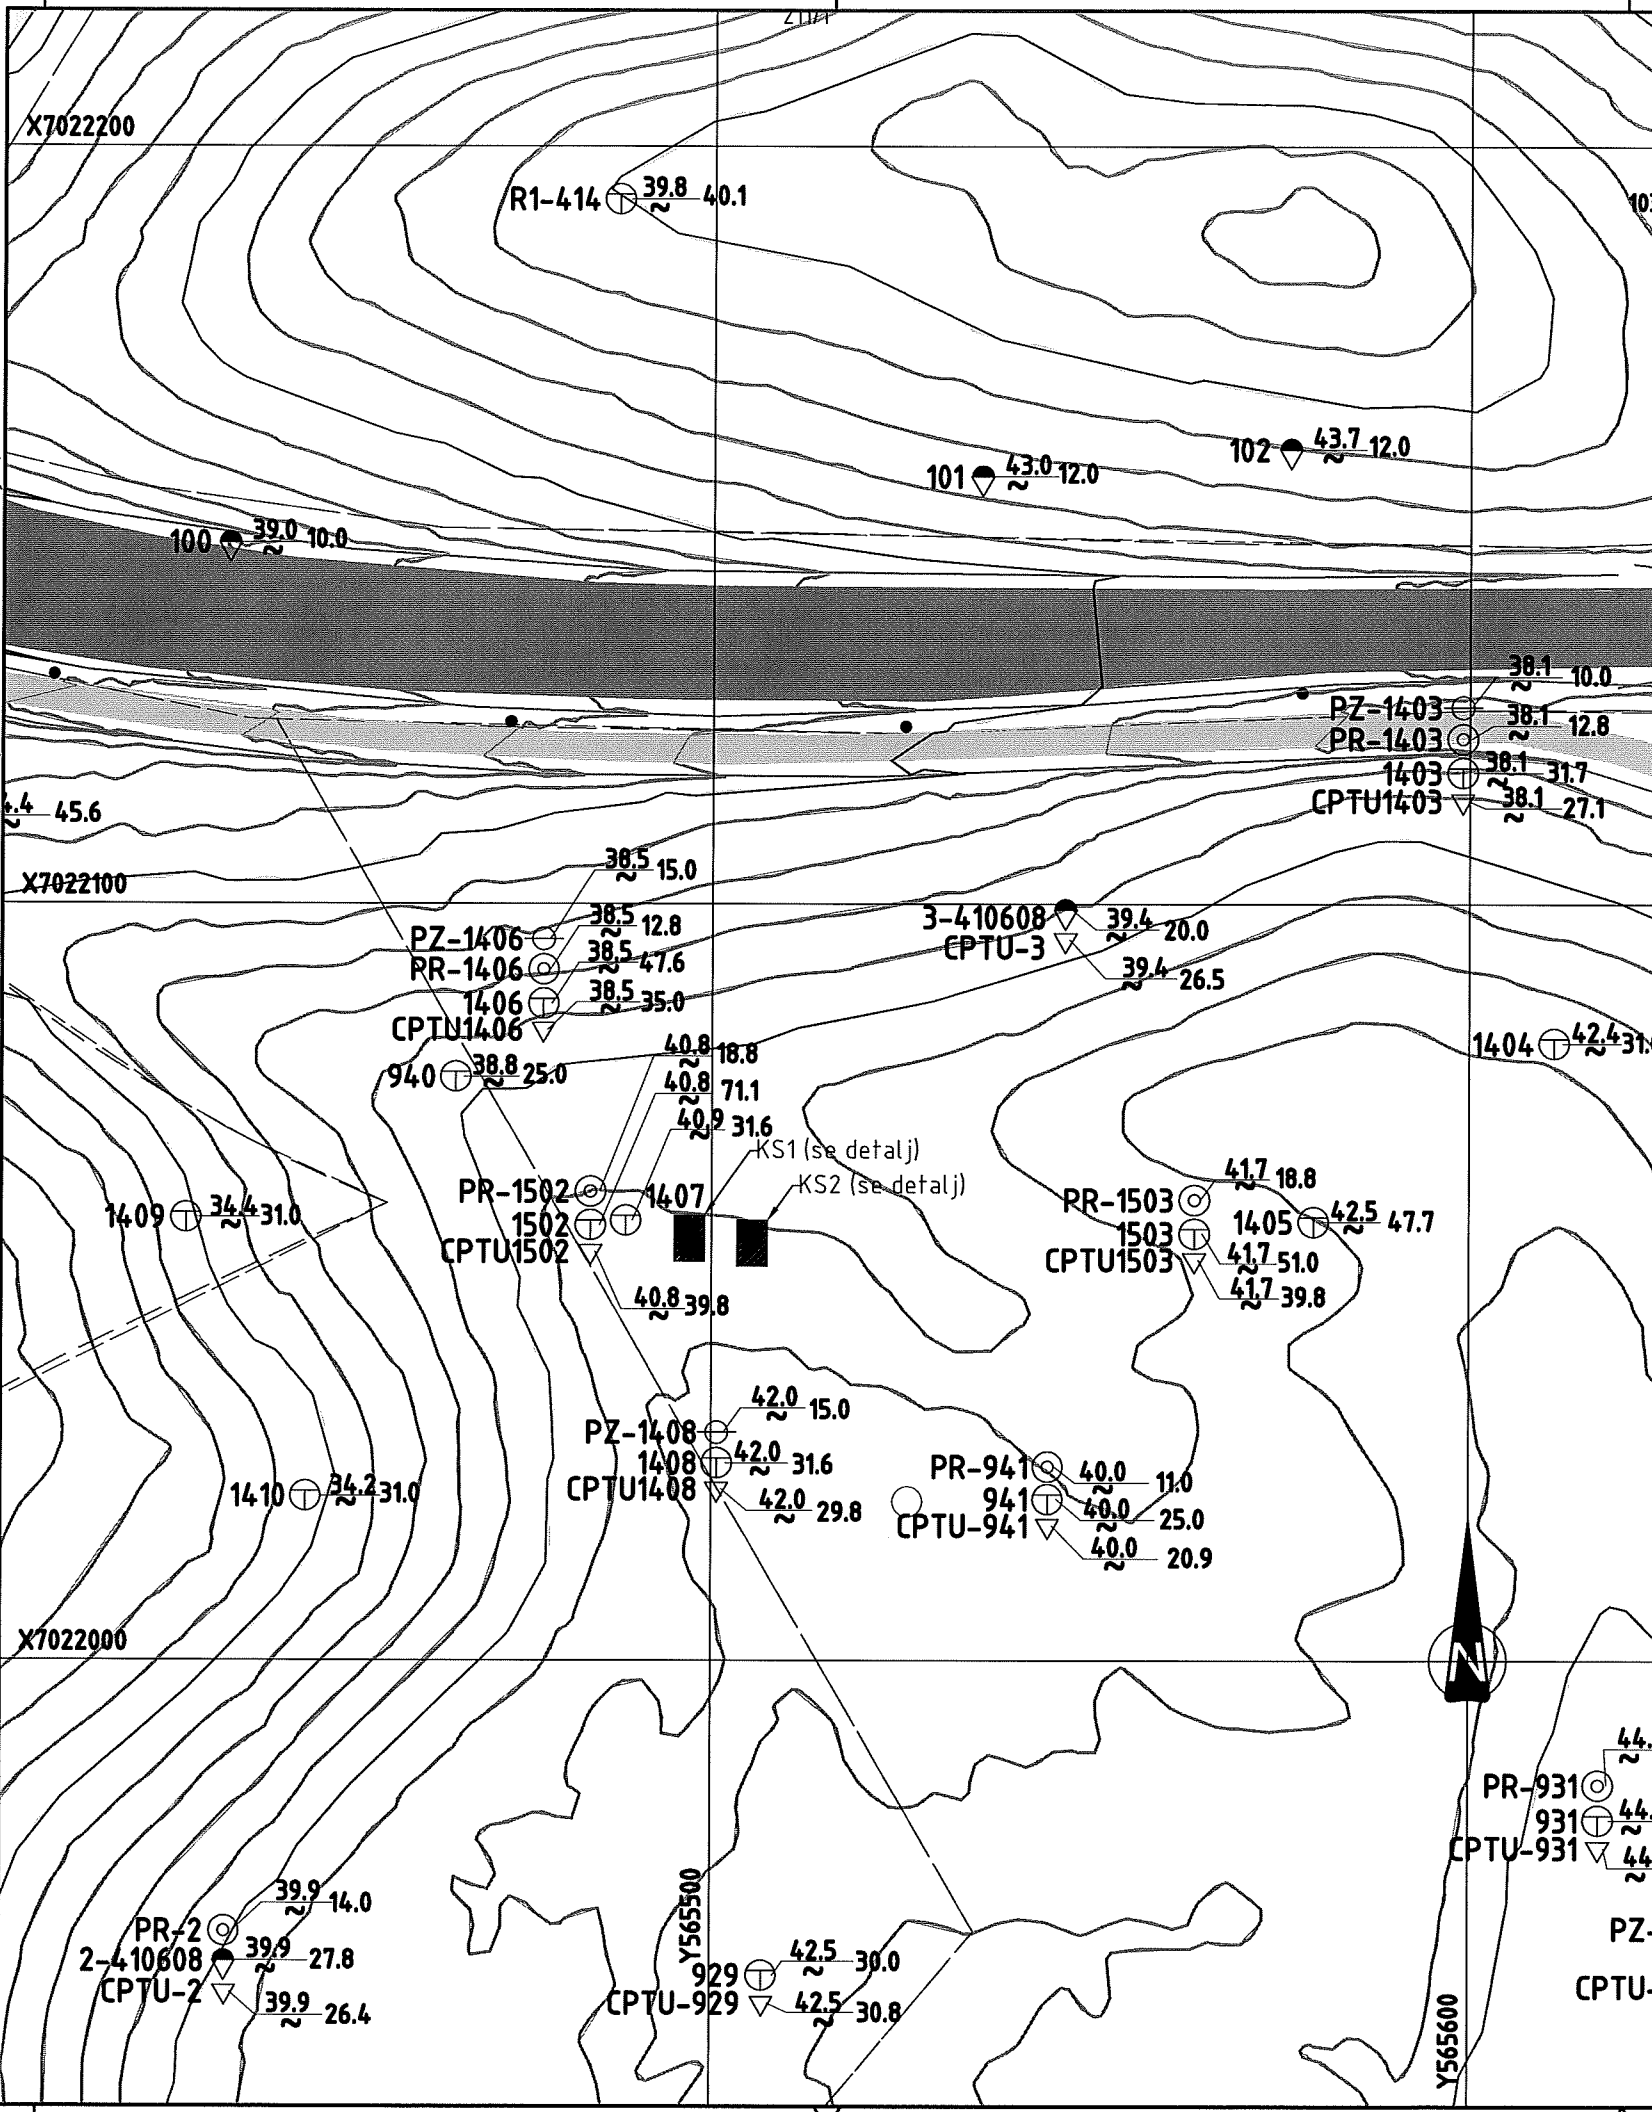 X7022200
R1-414 39.8 40.1
102 43.7 12.0
101 43.0 12.0
100 39.0 10.0
38.1 10.0
PZ-1403
38.1 12.8
PR-1403
1403 38.1 31.7
CPTU1403 38.1 27.1
45.6
X7022100
38.5 15.0
38.5 12.8
PZ-1406
PR-1406 38.5 47.6
1406 38.5 35.0
CPTU1406
3-410608 39.4 20.0
CPTU-3
39.4 26.5
1404 42.4
940 38.8 25.0
40.8 18.8
40.8 71.1
40.9 31.6
KS1 (se detalj)
KS2 (se detalj)
PR-1502 1407
1502
CPTU1502
40.8 39.8
1409 34.4 31.0
41.7 18.8
PR-1503
1503 1405 42.5 47.7
CPTU1503 41.7 51.0
41.7 39.8
42.0 15.0
PZ-1408
1408 42.0 31.6
CPTU1408 42.0 29.8
PR-941 40.0 11.0
941 40.0 25.0
CPTU-941
40.0 20.9
1410 34.2 31.0
X7022000
N
PR-931
931
CPTU-931
39.9 14.0
PR-2
2-410608 39.9 27.8
CPTU-2 39.9 26.4
Y565500
929 42.5 30.0
CPTU-929 42.5 30.8
Y565600